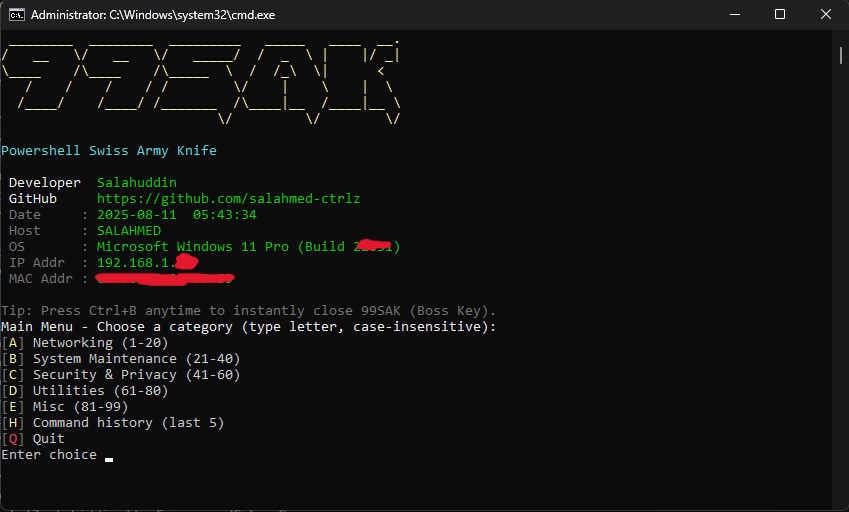 Administrator: C:\Windows\system32\cmd.exe
99SAK
Powershell Swiss Army Knife
Developer Salahuddin
GitHub https://github.com/salahmed-ctrlz
Date : 2025-08-11 05:43:34
Host : SALAHMED
OS : Microsoft Windows 11 Pro (Build )
IP Addr : 192.168.1.
MAC Addr :
Tip: Press Ctrl+B anytime to instantly close 99SAK (Boss Key).
Main Menu - Choose a category (type letter, case-insensitive):
[A] Networking (1-20)
[B] System Maintenance (21-40)
[C] Security & Privacy (41-60)
[D] Utilities (61-80)
[E] Misc (81-99)
[H] Command history (last 5)
[Q] Quit
Enter choice _